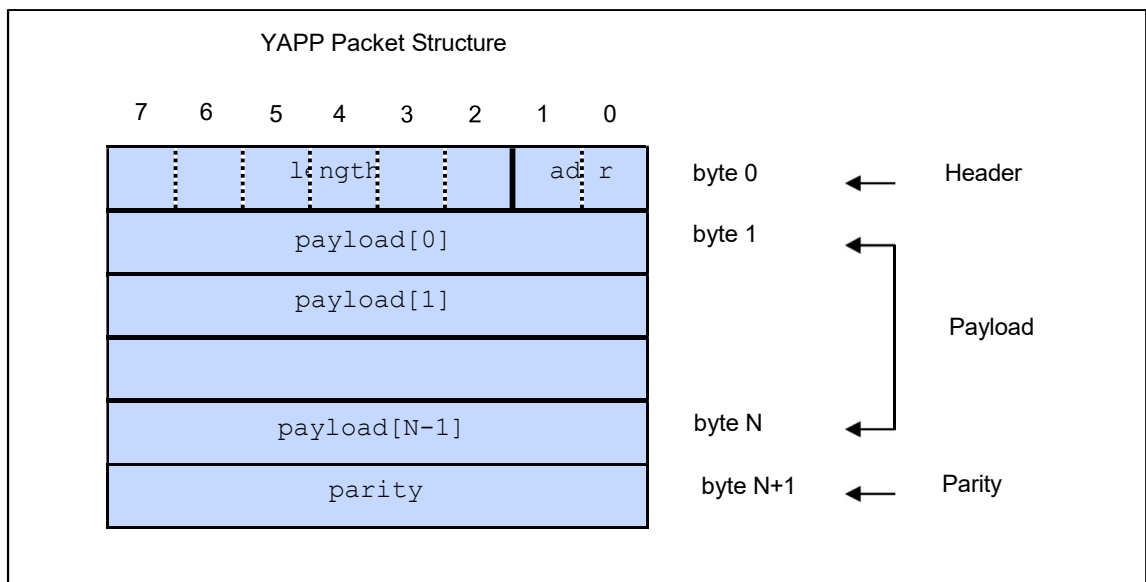 YAPP Packet Structure
7 6 5 4 3 2 1 0
length addr byte 0 Header
payload[0] byte 1
payload[1]
Payload
payload[N-1] byte N
parity byte N+1 Parity